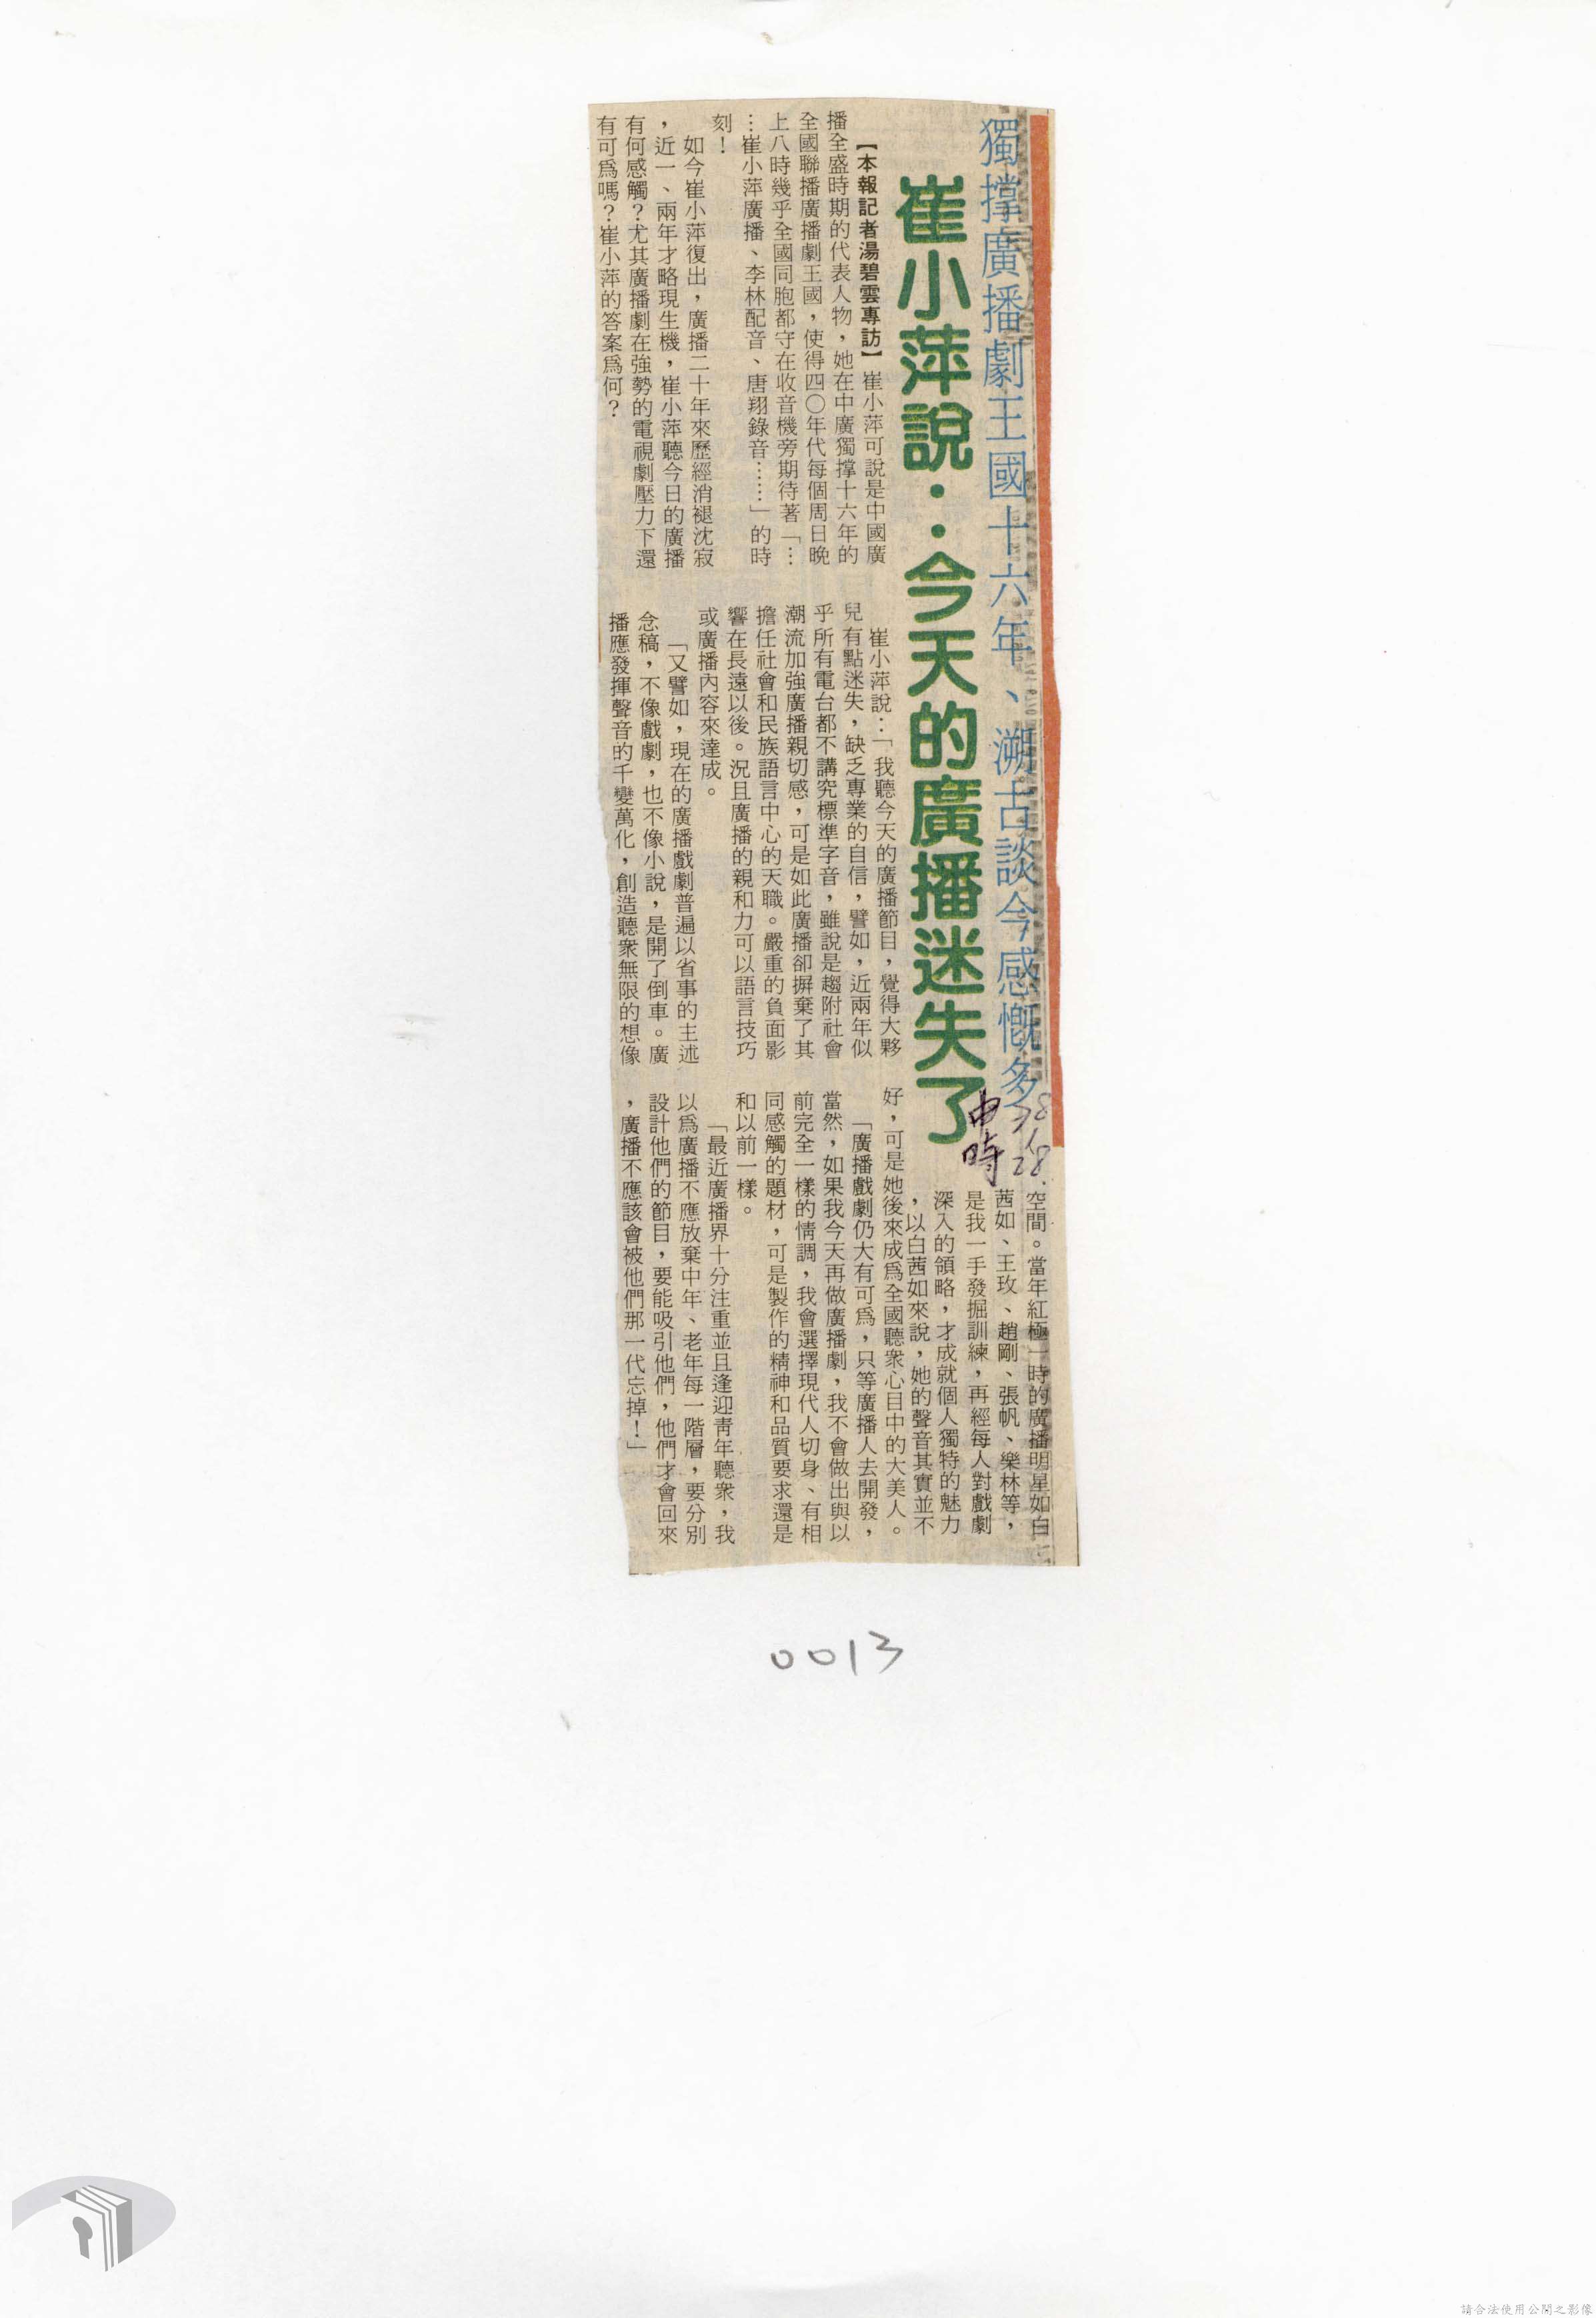 獨撐廣播劇王國十六年、溯古談今感慨多
崔小萍說：今天的廣播迷失了
78
1
28.
中時
【本報記者湯碧雲專訪】崔小萍可說是中國廣
播全盛時期的代表人物，她在中廣獨撐十六年的
全國聯播廣播劇王國，使得四〇年代每個周日晚
上八時幾乎全國同胞都守在收音機旁期待著「…
…崔小萍廣播、李林配音、唐翔錄音……」的時
刻！
如今崔小萍復出，廣播二十年來歷經消褪沈寂
，近一、兩年才略現生機，崔小萍聽今日的廣播
有何感觸？尤其廣播劇在強勢的電視劇壓力下還
有可爲嗎？崔小萍的答案爲何？
崔小萍說：「我聽今天的廣播節目，覺得大夥
兒有點迷失，缺乏專業的自信，譬如，近兩年似
乎所有電台都不講究標準字音，雖說是趨附社會
潮流加強廣播親切感，可是如此廣播卻摒棄了其
擔任社會和民族語言中心的天職。嚴重的負面影
響在長遠以後。況且廣播的親和力可以語言技巧
或廣播內容來達成。
「又譬如，現在的廣播戲劇普遍以省事的主述
念稿，不像戲劇，也不像小說，是開了倒車。廣
播應發揮聲音的千變萬化，創造聽衆無限的想像
空間。當年紅極一時的廣播明星如白
茜如、王玫、趙剛、張帆、樂林等，
是我一手發掘訓練，再經每人對戲劇
深入的領略，才成就個人獨特的魅力
，以白茜如來說，她的聲音其實並不
好，可是她後來成爲全國聽衆心目中的大美人。
「廣播戲劇仍大有可爲，只等廣播人去開發，
當然，如果我今天再做廣播劇，我不會做出與以
前完全一樣的情調，我會選擇現代人切身、有相
同感觸的題材，可是製作的精神和品質要求還是
和以前一樣。
「最近廣播界十分注重並且逢迎靑年聽衆，我
以爲廣播不應放棄中年、老年每一階層，要分別
設計他們的節目，要能吸引他們，他們才會回來
，廣播不應該會被他們那一代忘掉！」
0013
請合法使用公開之影像